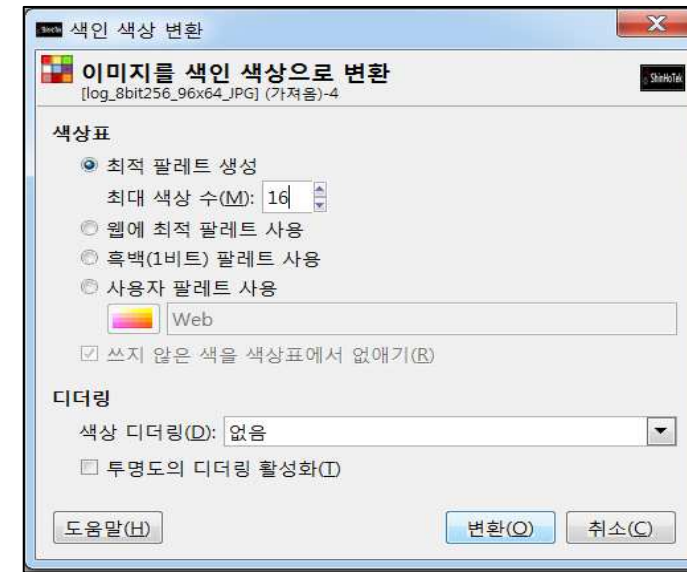 색인 색상 변환
이미지를 색인 색상으로 변환
[log_8bit256_96x64_JPG] (가져옴)-4
ShinHoTek
색상표
최적 팔레트 생성
최대 색상 수(M): 16
웹에 최적 팔레트 사용
흑백(1비트) 팔레트 사용
사용자 팔레트 사용
Web
쓰지 않은 색을 색상표에서 없애기(R)
디더링
색상 디더링(D): 없음
투명도의 디더링 활성화(T)
도움말(H) 변환(O) 취소(C)